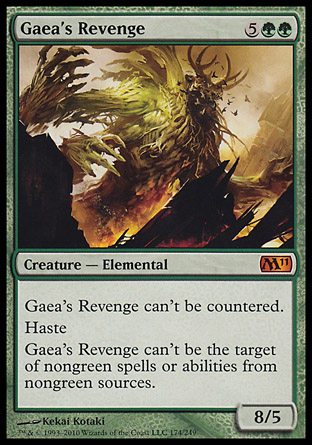 Gaea's Revenge 5
Creature — Elemental M11
Gaea's Revenge can't be countered.
Haste
Gaea's Revenge can't be the target
of nongreen spells or abilities from
nongreen sources.
Kekai Kotaki
™ & © 1993–2010 Wizards of the Coast LLC 174/249
8/5